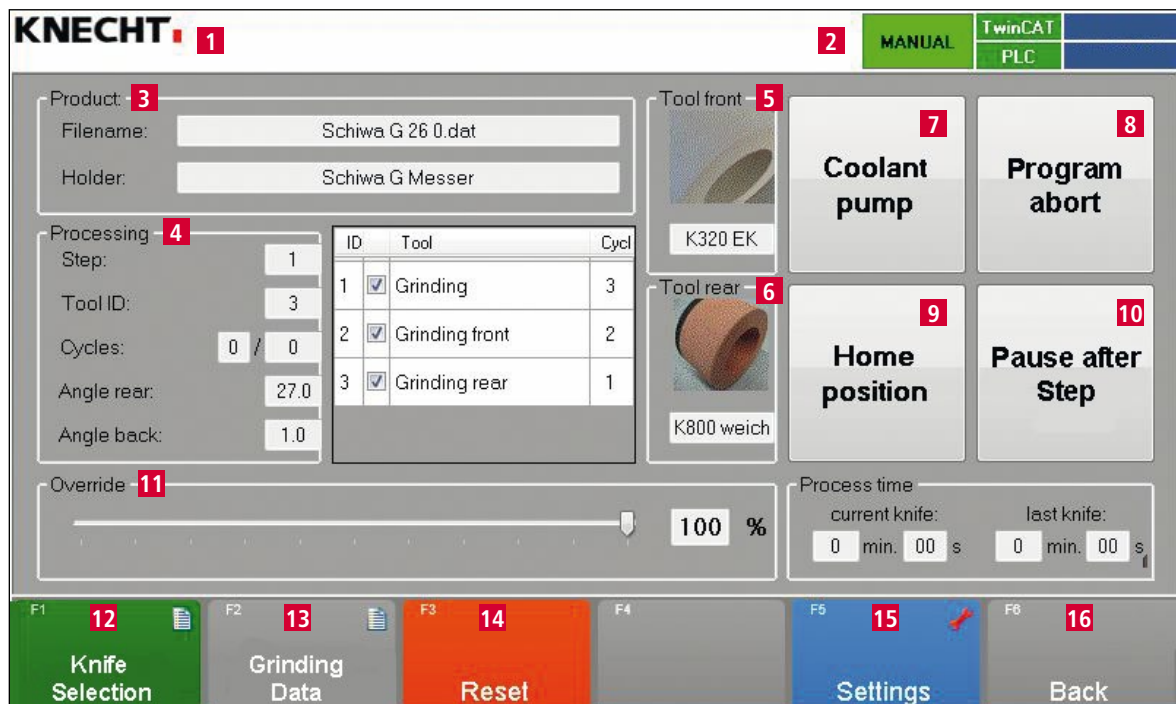 KNECHT
1
2
MANUAL
TwinCAT
PLC
Product: 3
Filename: Schiwa G 26 0.dat
Holder: Schiwa G Messer
Processing 4
Step: 1
Tool ID: 3
Cycles: 0 / 0
Angle rear: 27.0
Angle back: 1.0
ID Tool Cycl
1 Grinding 3
2 Grinding front 2
3 Grinding rear 1
Tool front 5
K320 EK
Tool rear 6
K800 weich
7
Coolant
pump
8
Program
abort
9
Home
position
10
Pause after
Step
Override 11
100 %
Process time
current knife: last knife:
0 min. 00 s 0 min. 00 s
F1 12
Knife
Selection
F2 13
Grinding
Data
F3 14
Reset
F4
F5 15
Settings
F6 16
Back